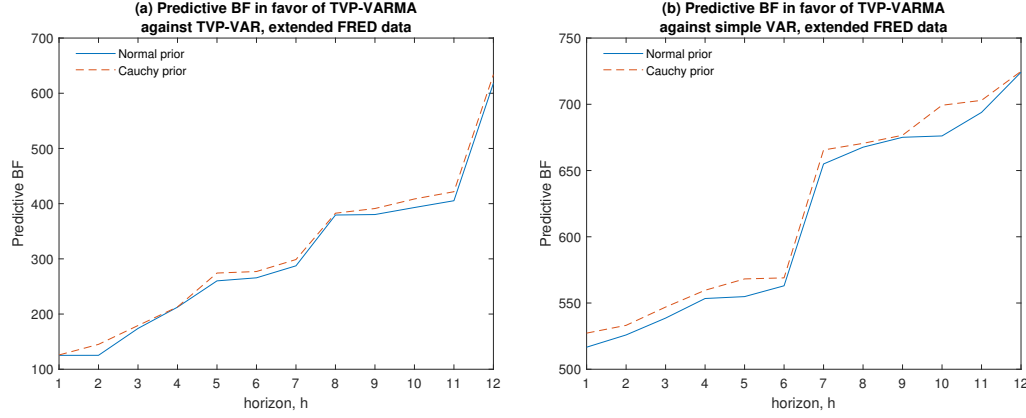 (a) Predictive BF in favor of TVP-VARMA
against TVP-VAR, extended FRED data
700
600
500
400
300
200
100
Predictive BF
Normal prior
Cauchy prior
1 2 3 4 5 6 7 8 9 10 11 12
horizon, h
(b) Predictive BF in favor of TVP-VARMA
against simple VAR, extended FRED data
750
700
650
600
550
500
Predictive BF
Normal prior
Cauchy prior
1 2 3 4 5 6 7 8 9 10 11 12
horizon, h